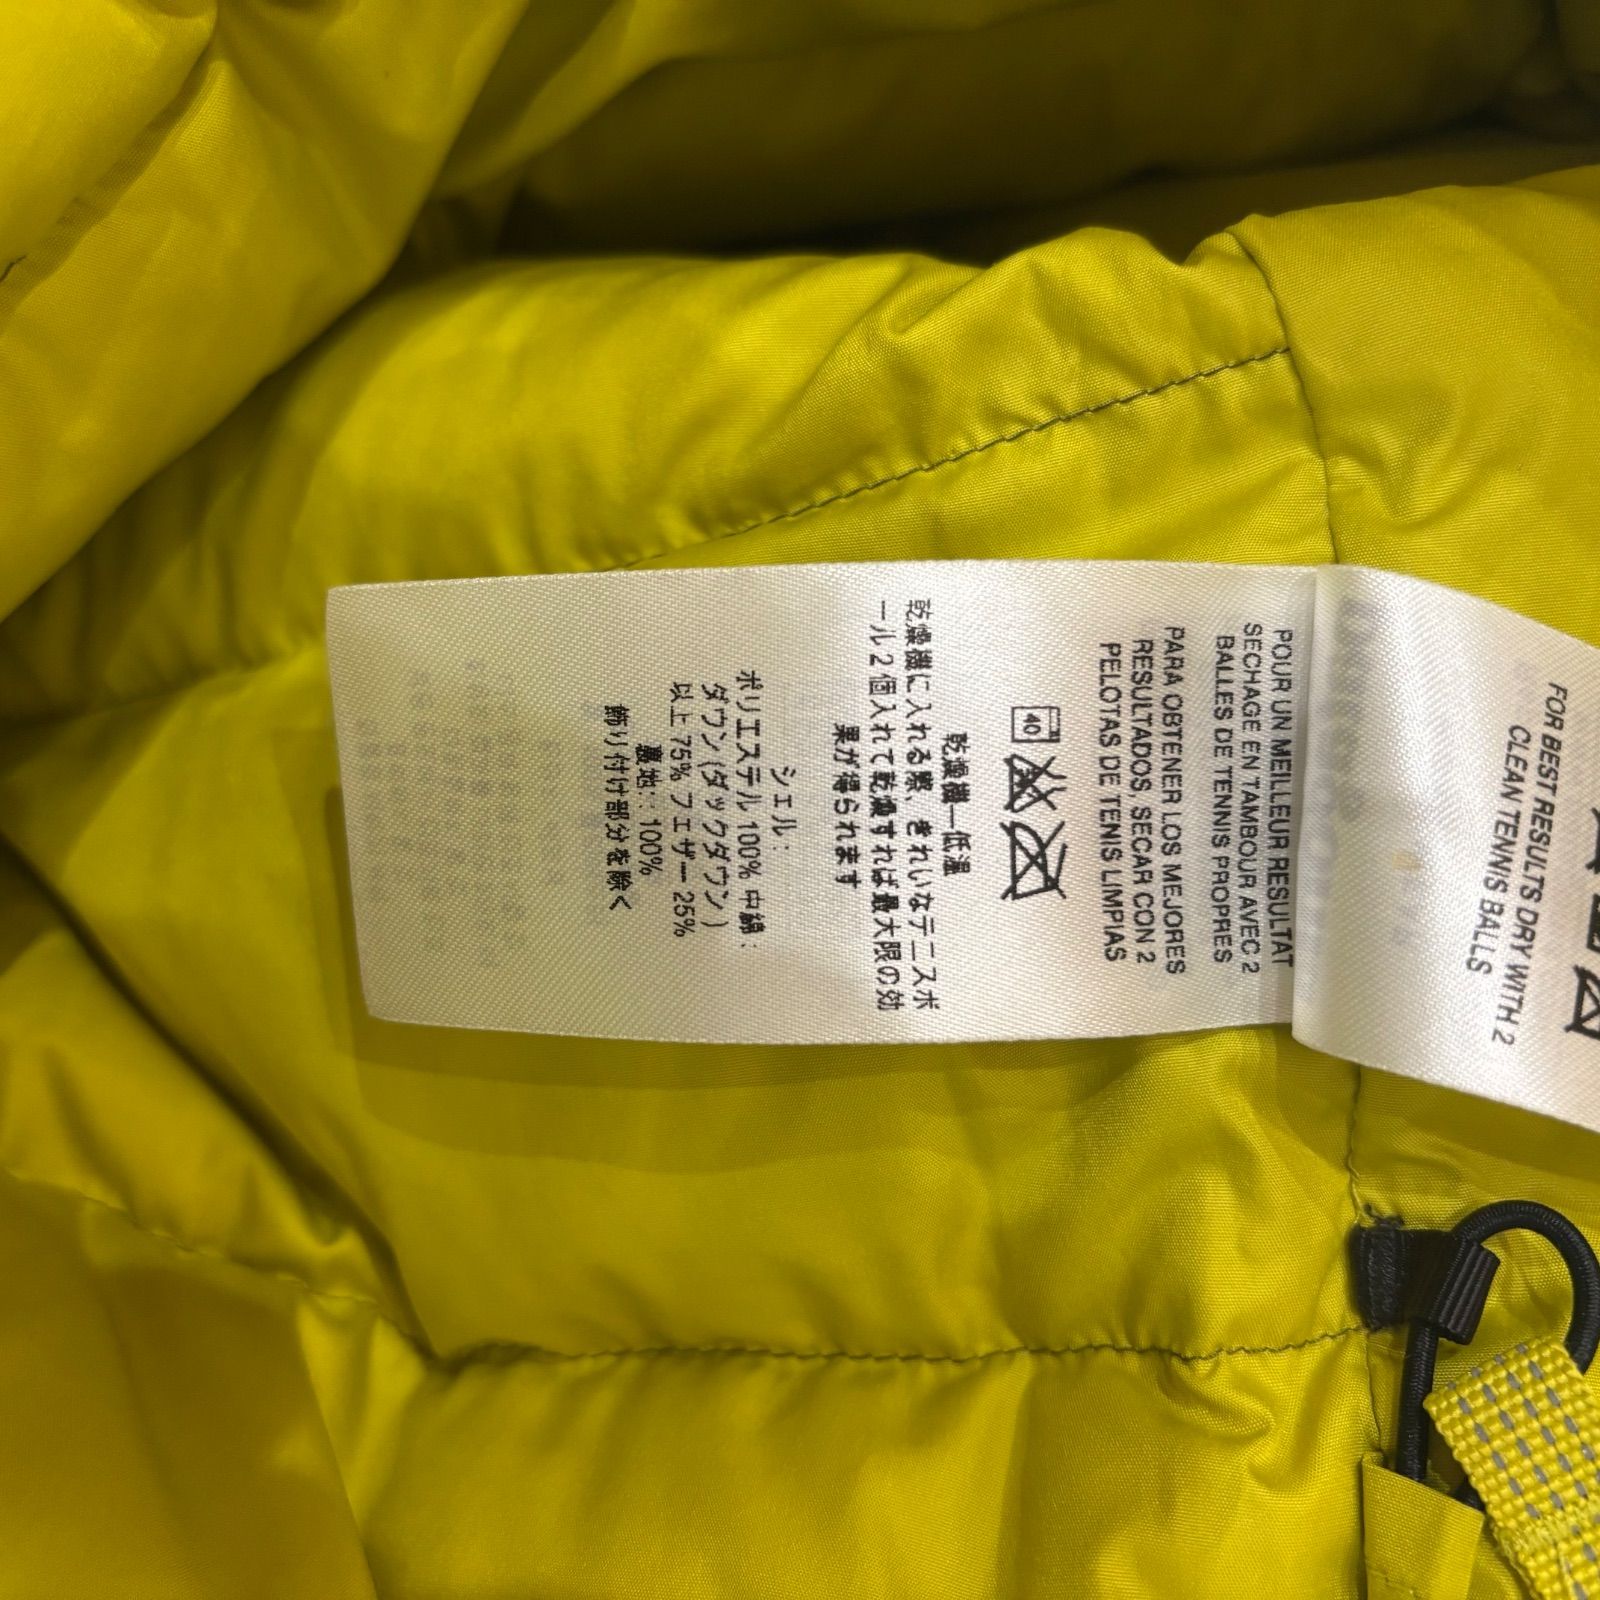 FOR BEST RESULTS DRY WITH 2
CLEAN TENNIS BALLS
POUR UN MEILLEUR RESULTAT
SECHAGE EN TAMBOUR AVEC 2
BALLES DE TENNIS PROPRES
PARA OBTENER LOS MEJORES
RESULTADOS, SECAR CON 2
PELOTAS DE TENIS LIMPIAS
40
乾燥機ー低温
乾燥機に入れる際、きれいなテニスボ
ール2個入れて乾燥すれば最大限の効
果が得られます
シェル:
ポリエステル 100% 中綿:
ダウン(ダックダウン)
以上 75% フェザー 25%
裏地:: 100%
飾り付け部分を除く